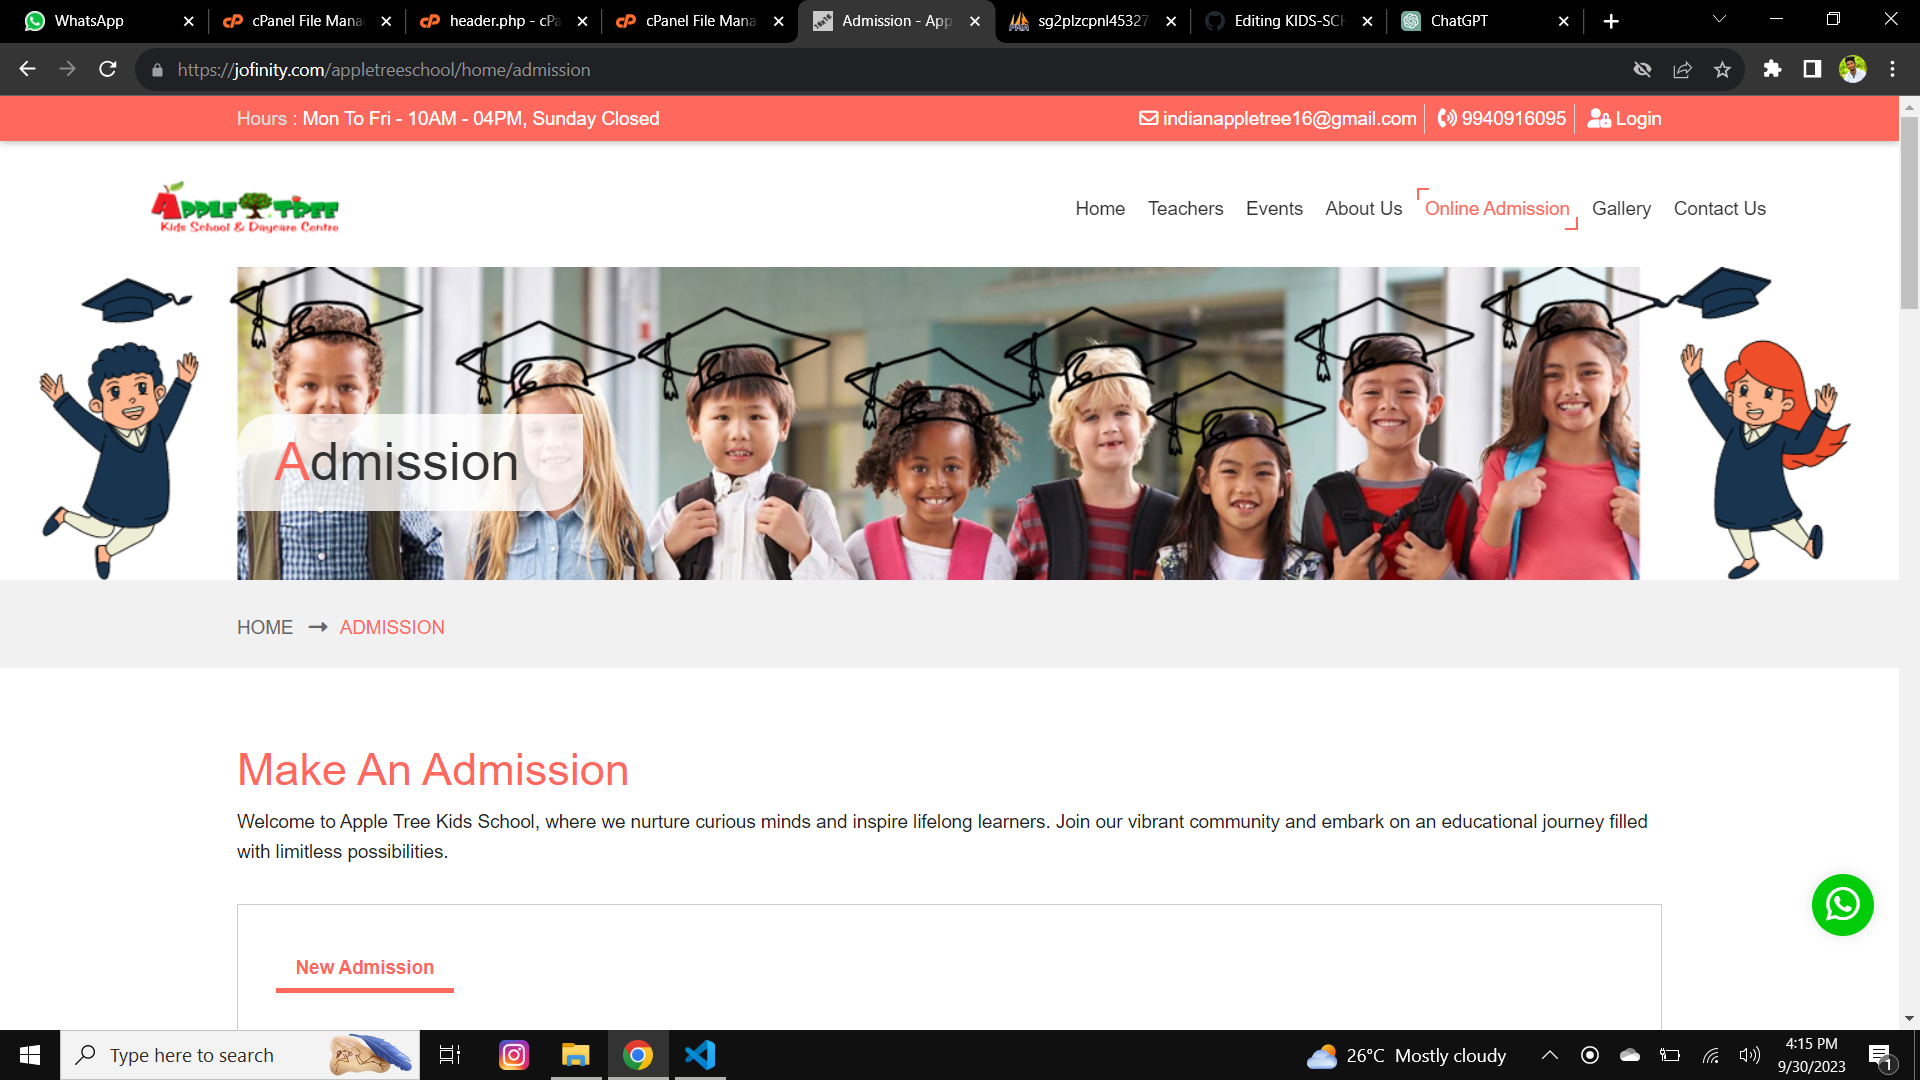 WhatsApp
cPanel File Mana
header.php - cPa
cPanel File Mana
Admission - App
sg2plzcpnl45327
Editing KIDS-SCH
ChatGPT
https://jofinity.com/appletreeschool/home/admission
Hours : Mon To Fri - 10AM - 04PM, Sunday Closed
indianappletree16@gmail.com
9940916095
Login
APPLE TREE
Kids School & Daycare Centre
Home
Teachers
Events
About Us
Online Admission
Gallery
Contact Us
Admission
HOME
ADMISSION
Make An Admission
Welcome to Apple Tree Kids School, where we nurture curious minds and inspire lifelong learners. Join our vibrant community and embark on an educational journey filled
with limitless possibilities.
New Admission
Type here to search
26°C Mostly cloudy
4:15 PM
9/30/2023
1